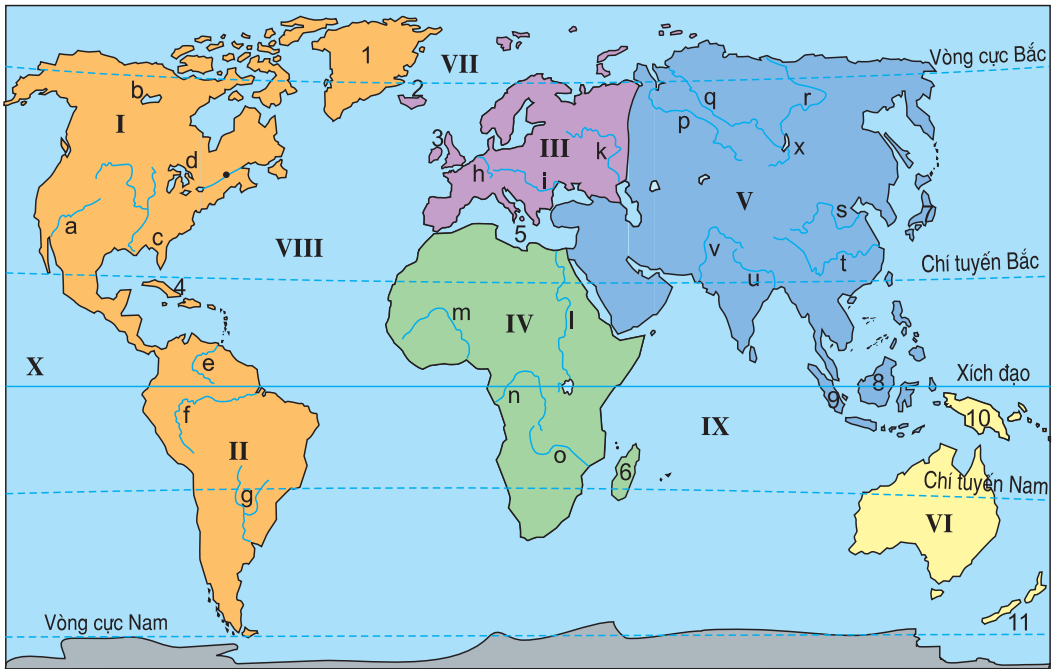 1
VII
Vòng cực Bắc
b
2
q
r
I
p
3
III
k
x
d
h
i
V
s
a
c
5
7
VIII
v
t
Chí tuyến Bắc
4
u
m
IV
l
X
e
Xích đạo
8
n
9
f
10
IX
II
o
6
g
Chí tuyến Nam
VI
Vòng cực Nam
11